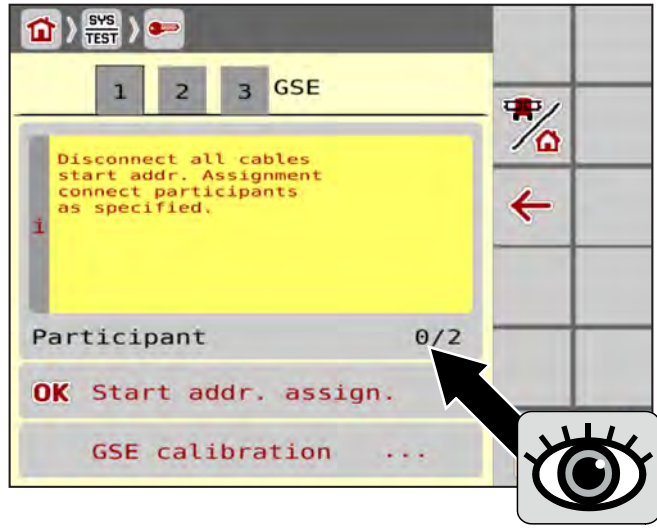 SYS
TEST
1 2 3 GSE
Disconnect all cables
start addr. Assignment
connect participants
as specified.
i
Participant 0/2
OK Start addr. assign.
GSE calibration ...